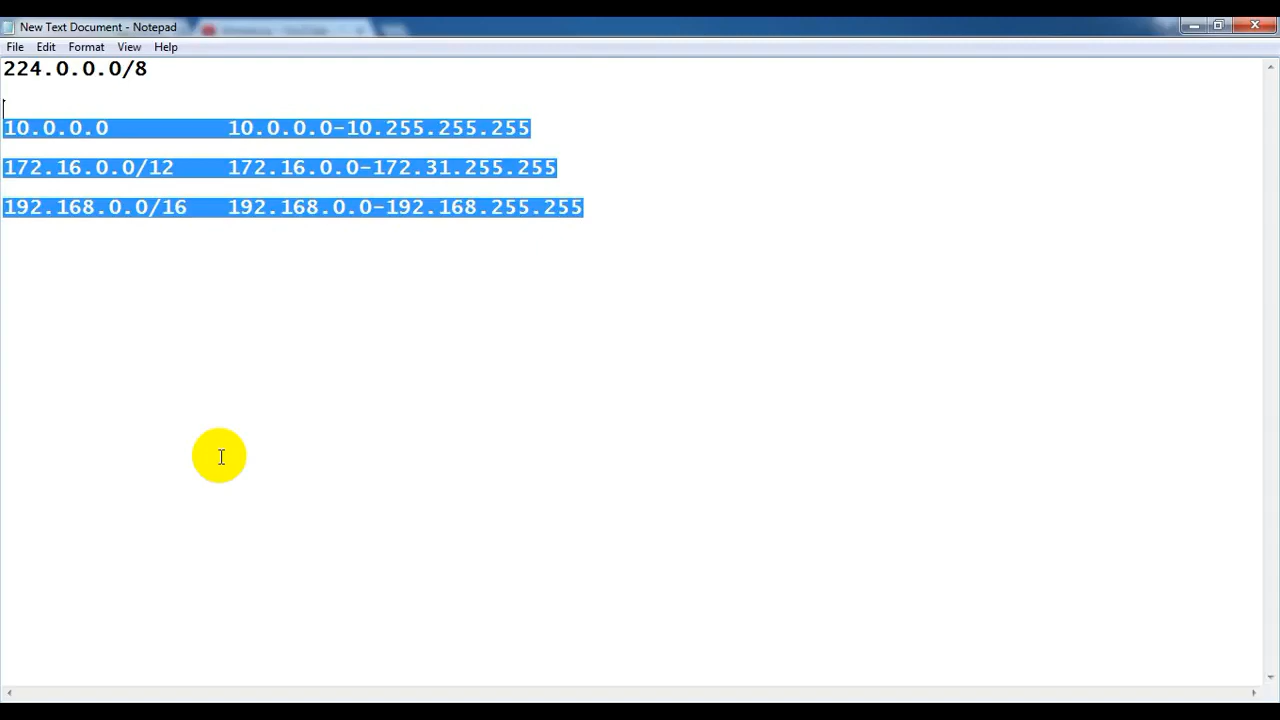 New Text Document - Notepad
File Edit Format View Help
224.0.0.0/8
10.0.0.0 10.0.0.0-10.255.255.255
172.16.0.0/12 172.16.0.0-172.31.255.255
192.168.0.0/16 192.168.0.0-192.168.255.255